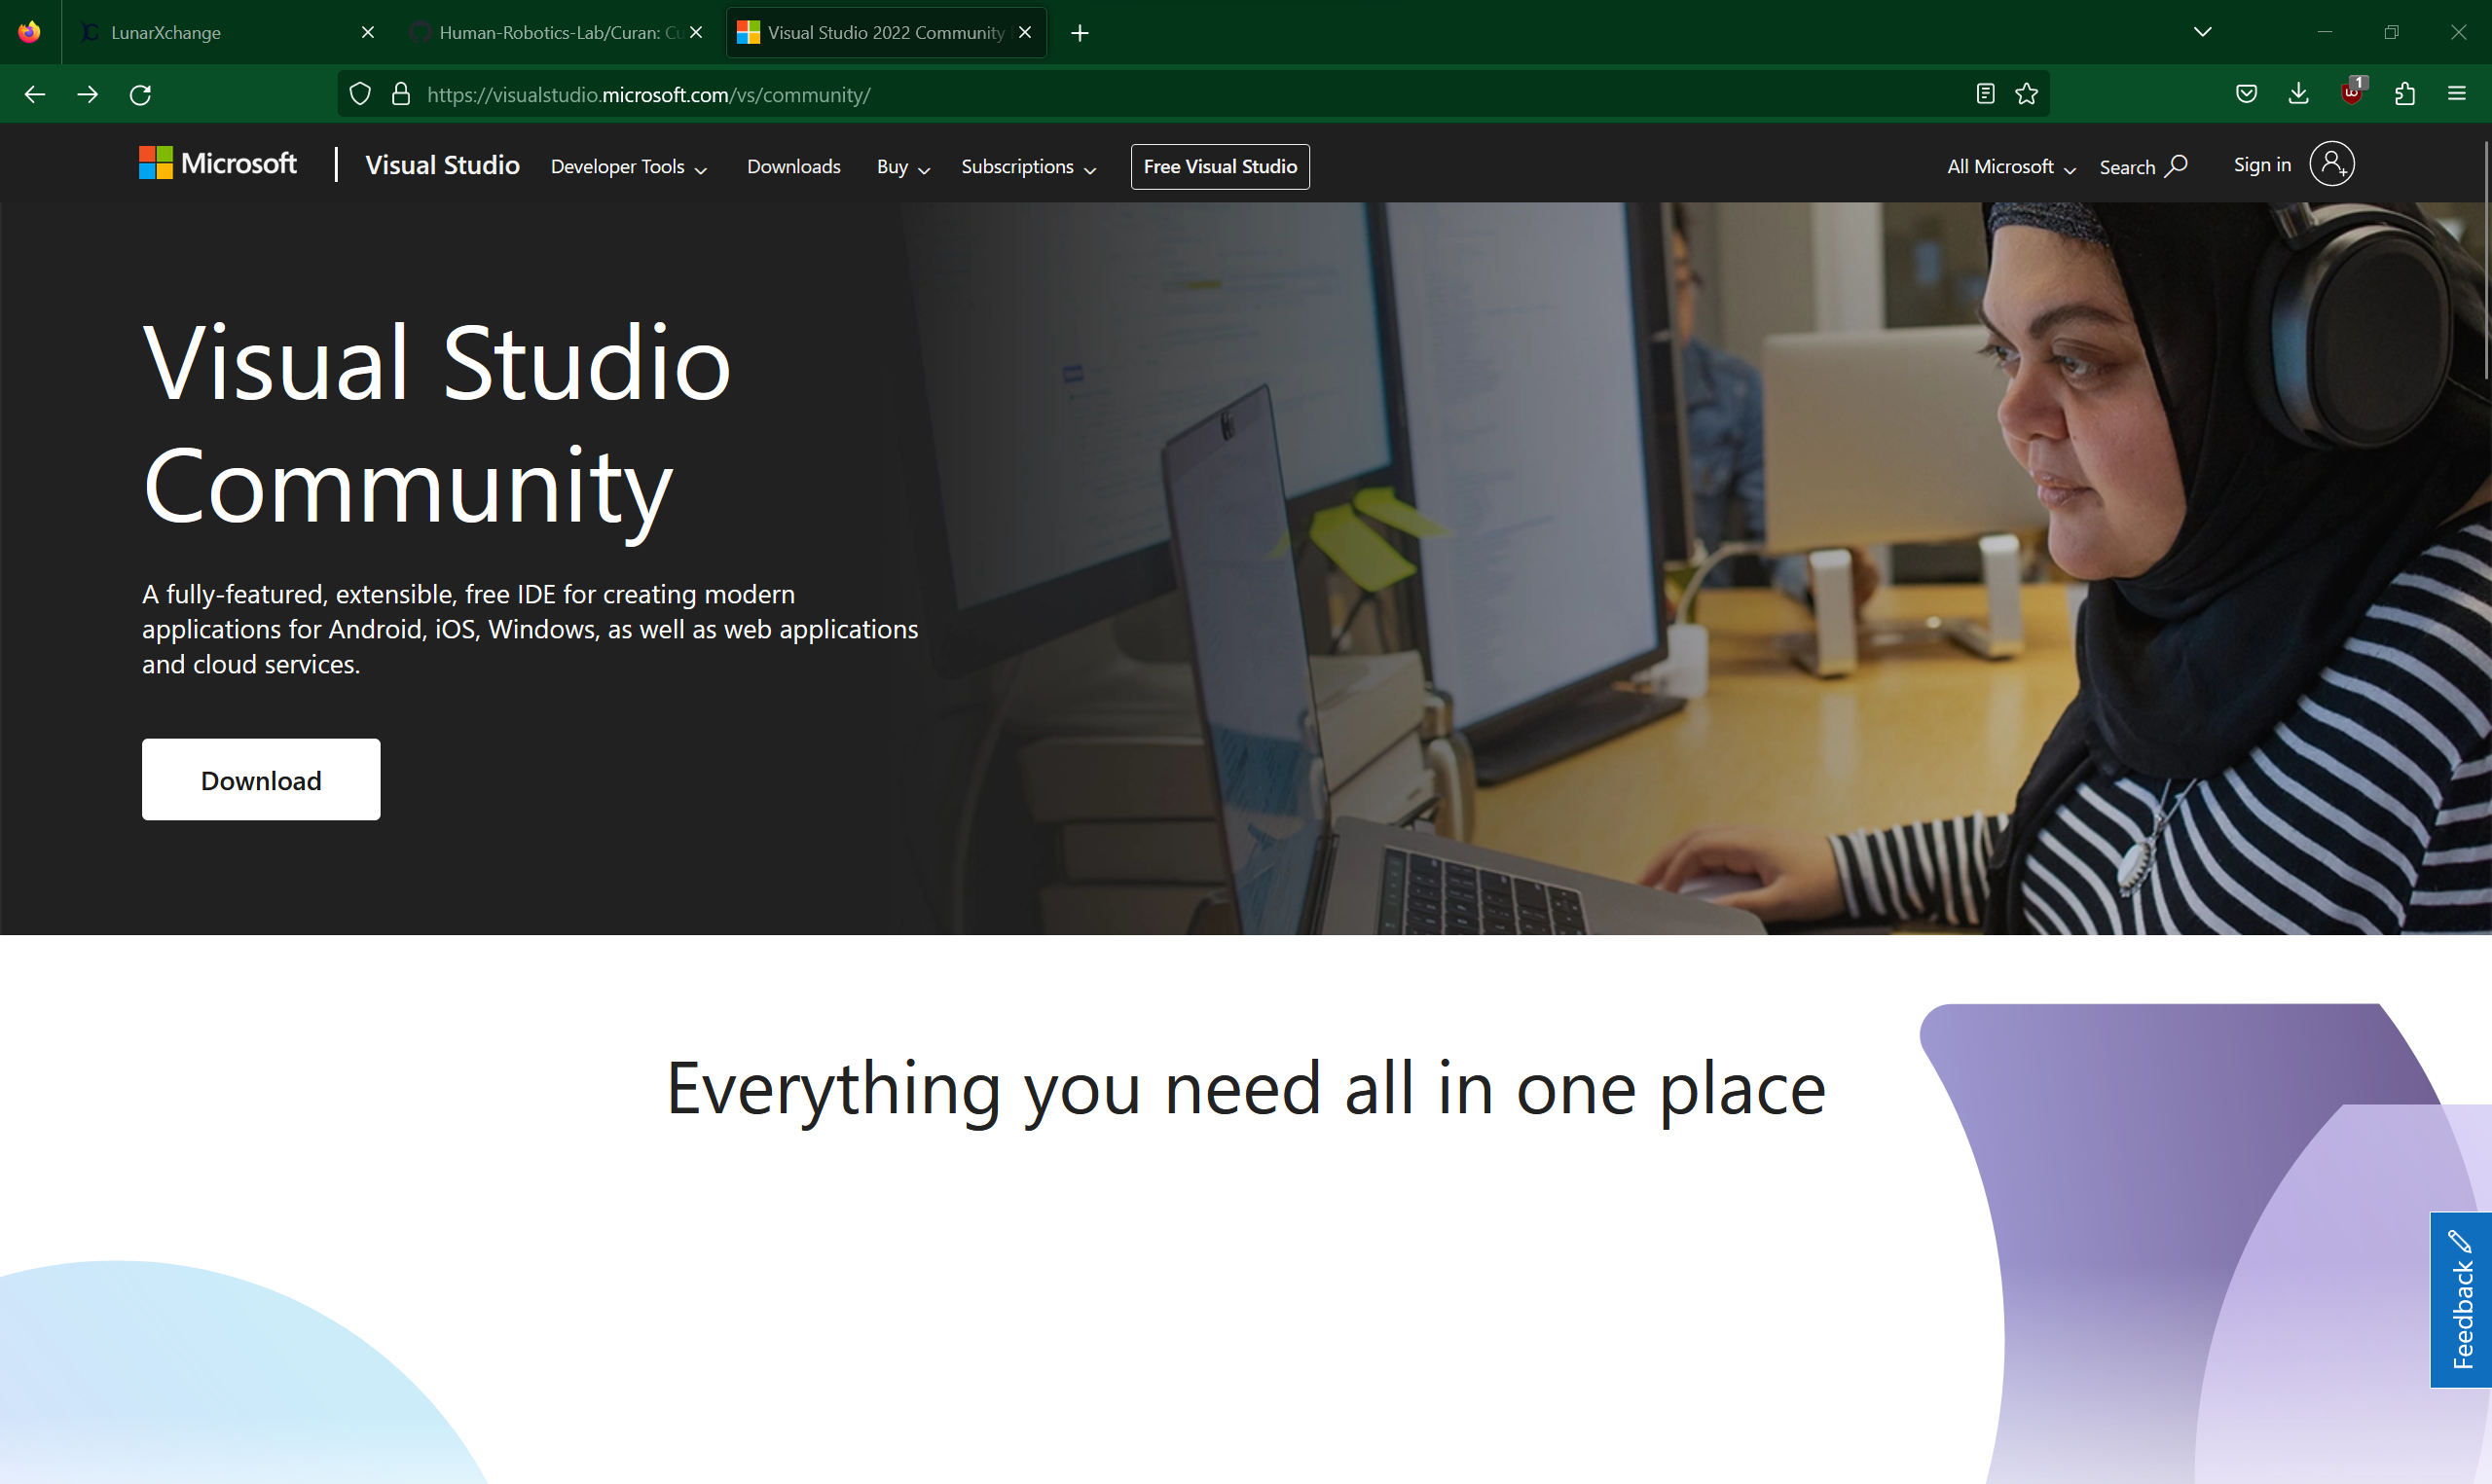 LunarXchange
Human-Robotics-Lab/Curan: Cu
Visual Studio 2022 Community
https://visualstudio.microsoft.com/vs/community/
1
Microsoft
Visual Studio
Developer Tools
Downloads
Buy
Subscriptions
Free Visual Studio
All Microsoft
Search
Sign in
Visual Studio
Community
A fully-featured, extensible, free IDE for creating modern
applications for Android, iOS, Windows, as well as web applications
and cloud services.
Download
Everything you need all in one place
Feedback